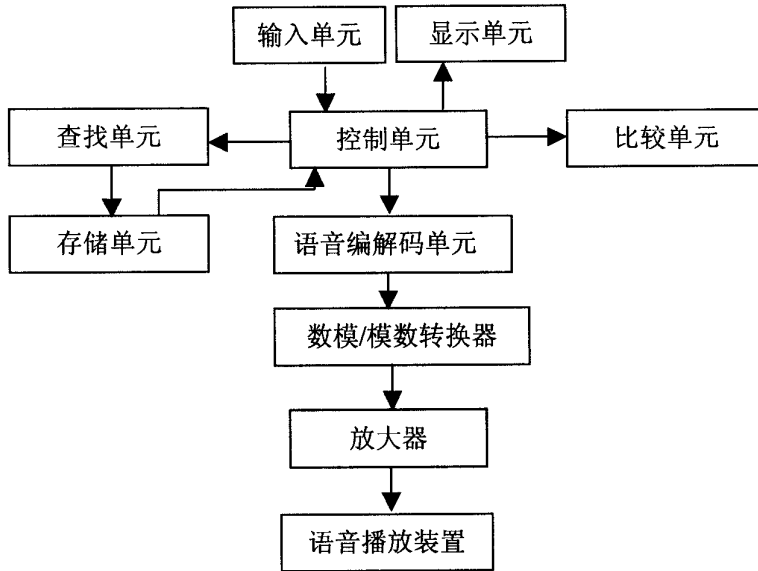 输入单元
显示单元
查找单元
控制单元
比较单元
存储单元
语音编解码单元
数模/模数转换器
放大器
语音播放装置